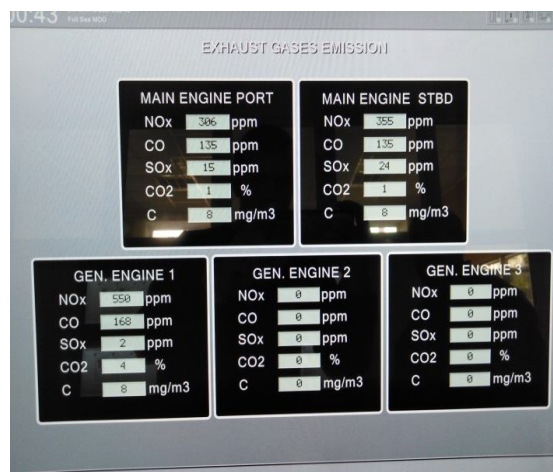 00:43
Full Sea MDO
EXHAUST GASES EMISSION
MAIN ENGINE PORT
NOx 306 ppm
CO 135 ppm
SOx 15 ppm
CO2 1 %
C 8 mg/m3
MAIN ENGINE STBD
NOx 355 ppm
CO 135 ppm
SOx 24 ppm
CO2 1 %
C 8 mg/m3
GEN. ENGINE 1
NOx 550 ppm
CO 168 ppm
SOx 2 ppm
CO2 4 %
C 8 mg/m3
GEN. ENGINE 2
NOx 0 ppm
CO 0 ppm
SOx 0 ppm
CO2 0 %
C 0 mg/m3
GEN. ENGINE 3
NOx 0 ppm
CO 0 ppm
SOx 0 ppm
CO2 0 %
C 0 mg/m3